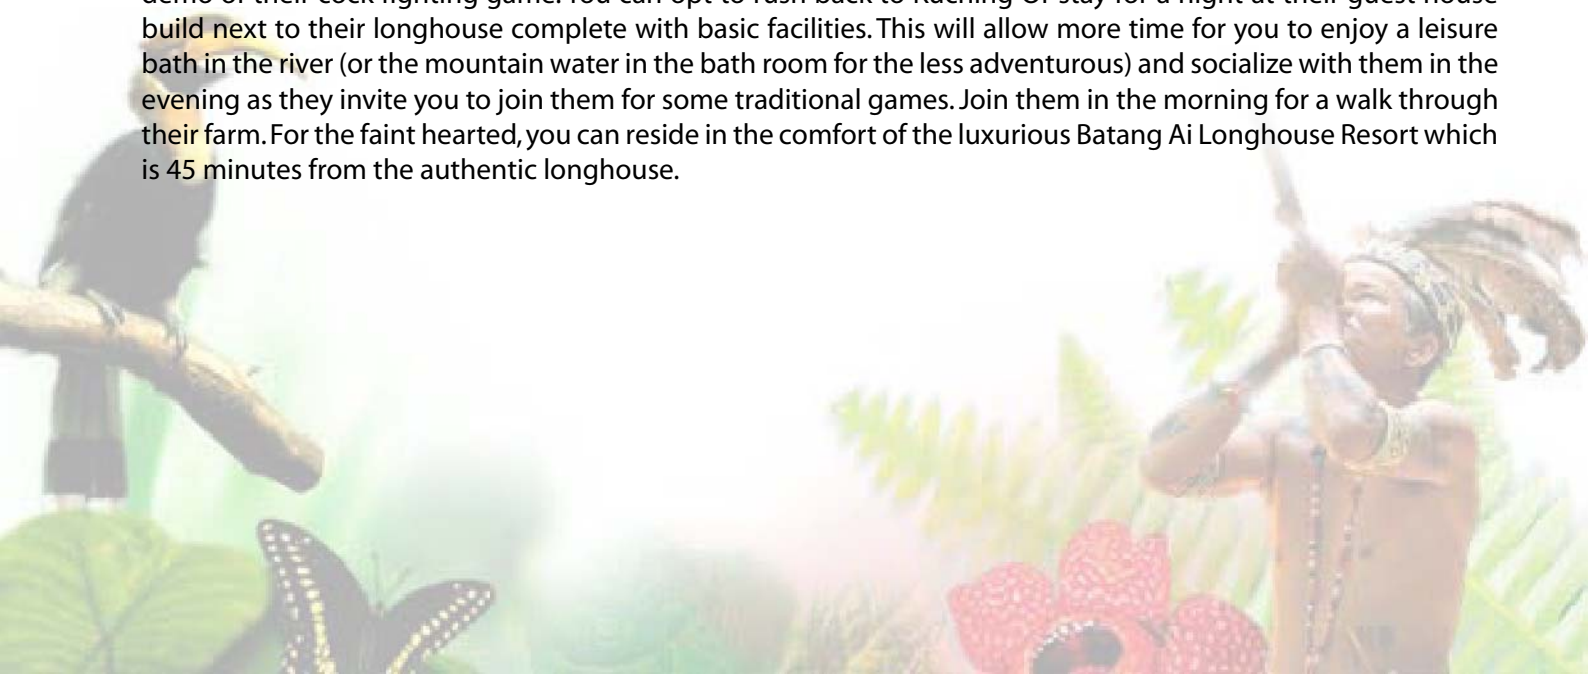 demo of their cock fighting game. You can opt to rush back to Kuching Or stay for a night at their guest house
build next to their longhouse complete with basic facilities. This will allow more time for you to enjoy a leisure
bath in the river (or the mountain water in the bath room for the less adventurous) and socialize with them in the
evening as they invite you to join them for some traditional games. Join them in the morning for a walk through
their farm. For the faint hearted, you can reside in the comfort of the luxurious Batang Ai Longhouse Resort which
is 45 minutes from the authentic longhouse.